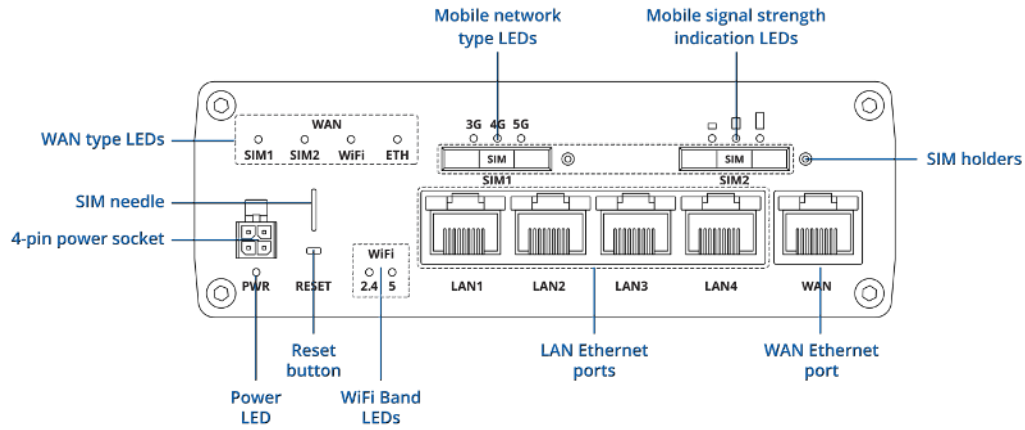 Mobile network
type LEDs
Mobile signal strength
indication LEDs
WAN type LEDs
WAN
SIM1 SIM2 WiFi ETH
3G 4G 5G
SIM
SIM1
SIM
SIM2
SIM holders
SIM needle
4-pin power socket
WiFi
2.4 5
PWR
RESET
LAN1
LAN2
LAN3
LAN4
WAN
Reset
button
LAN Ethernet
ports
WAN Ethernet
port
Power
LED
WiFi Band
LEDs